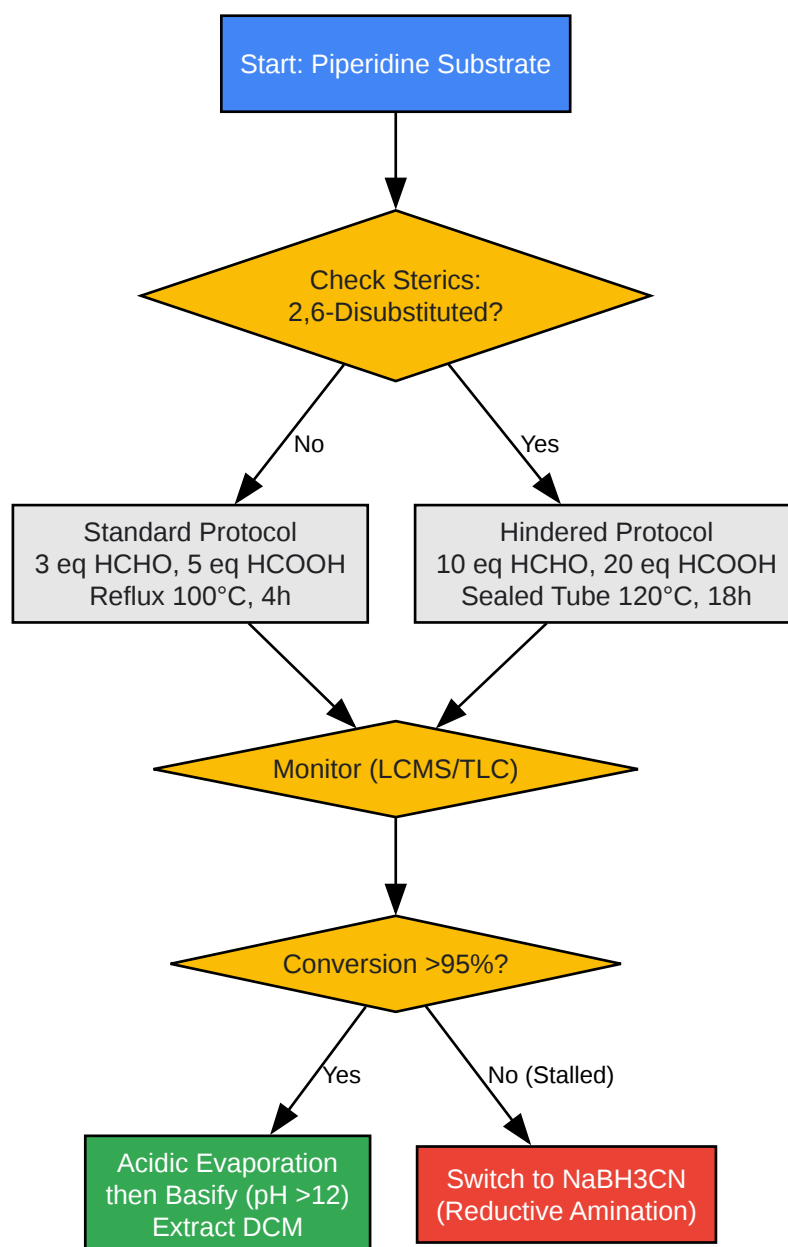 Start: Piperidine Substrate
Check Sterics:
2,6-Disubstituted?
No
Yes
Standard Protocol
3 eq HCHO, 5 eq HCOOH
Reflux 100°C, 4h
Hindered Protocol
10 eq HCHO, 20 eq HCOOH
Sealed Tube 120°C, 18h
Monitor (LCMS/TLC)
Conversion >95%?
Yes
No (Stalled)
Acidic Evaporation
then Basify (pH >12)
Extract DCM
Switch to NaBH3CN
(Reductive Amination)